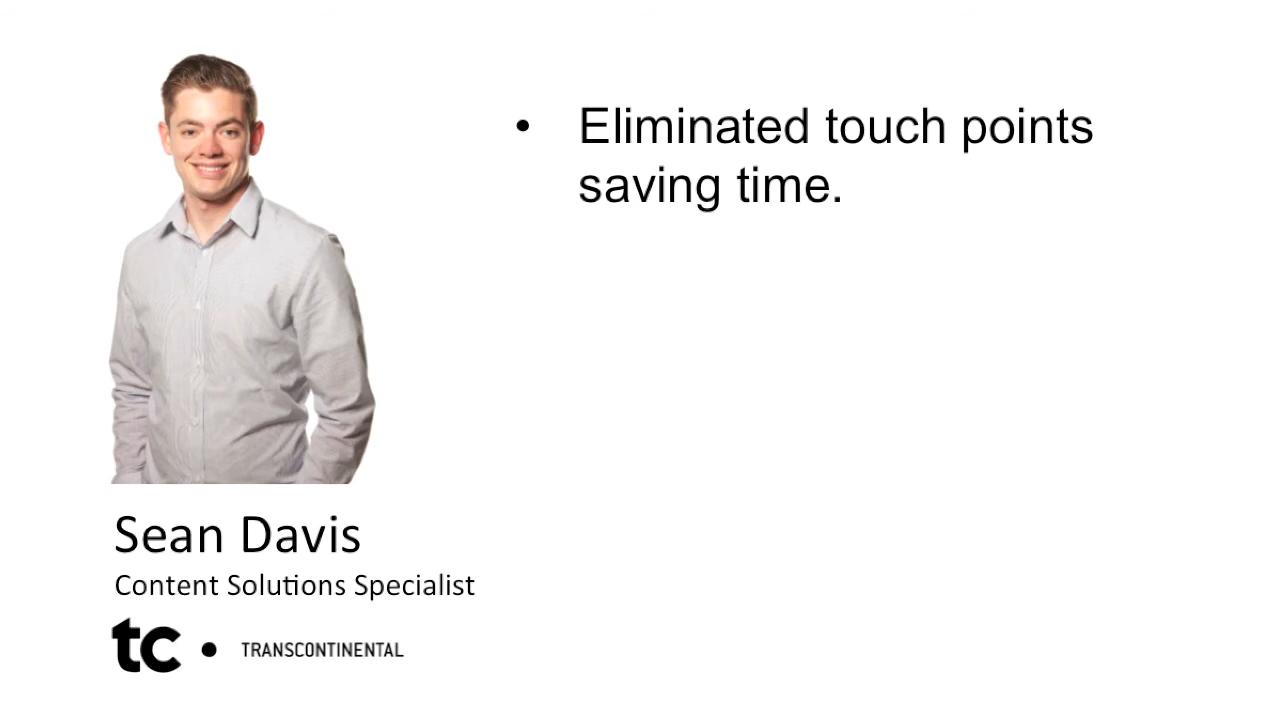 • Eliminated touch points
saving time.
Sean Davis
Content Solutions Specialist
tc • TRANSCONTINENTAL